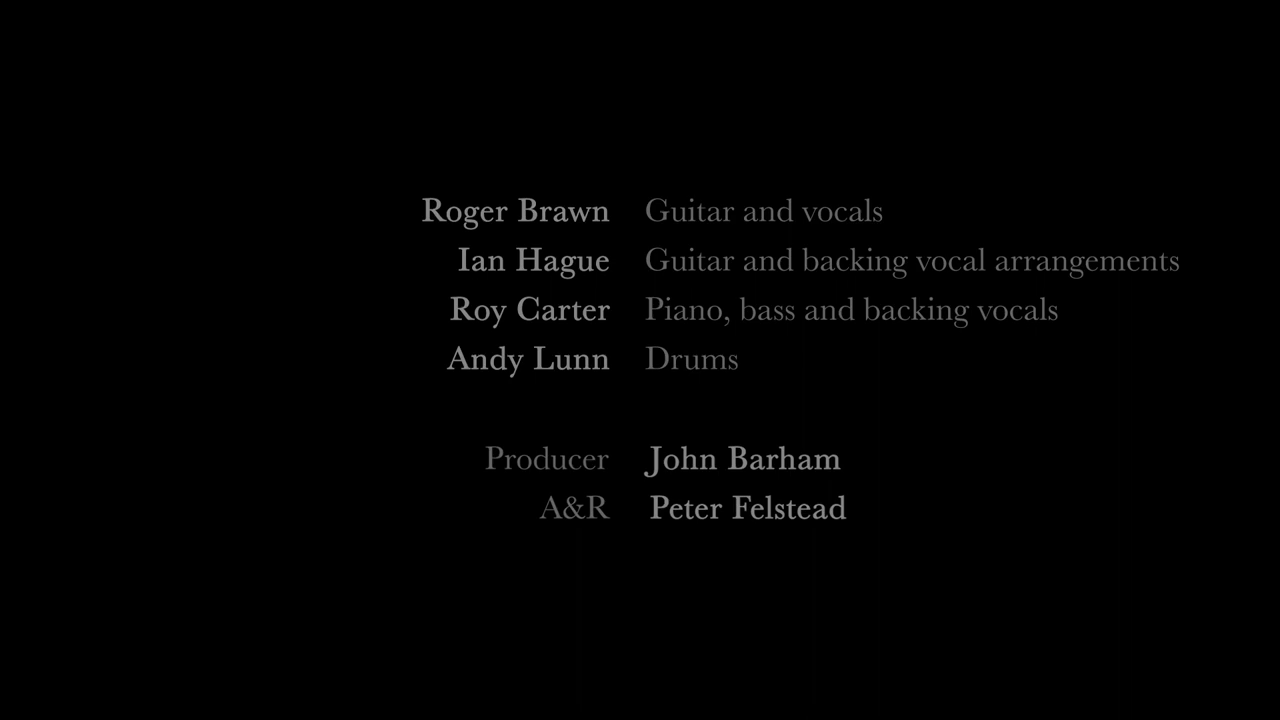 Roger Brawn Guitar and vocals
Ian Hague Guitar and backing vocal arrangements
Roy Carter Piano, bass and backing vocals
Andy Lunn Drums
Producer John Barham
A&R Peter Felstead